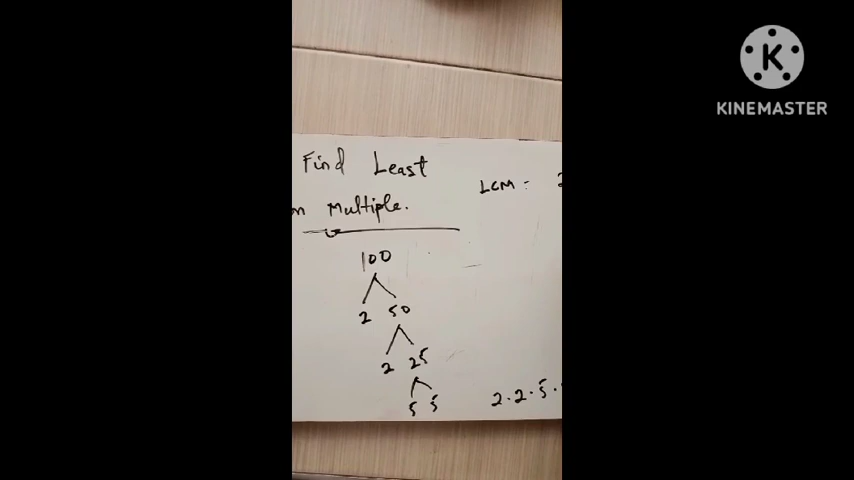 Find Least
LCM =
n Multiple.
100
2 50
2 25
5 5
2.2.5.
K
KINEMASTER